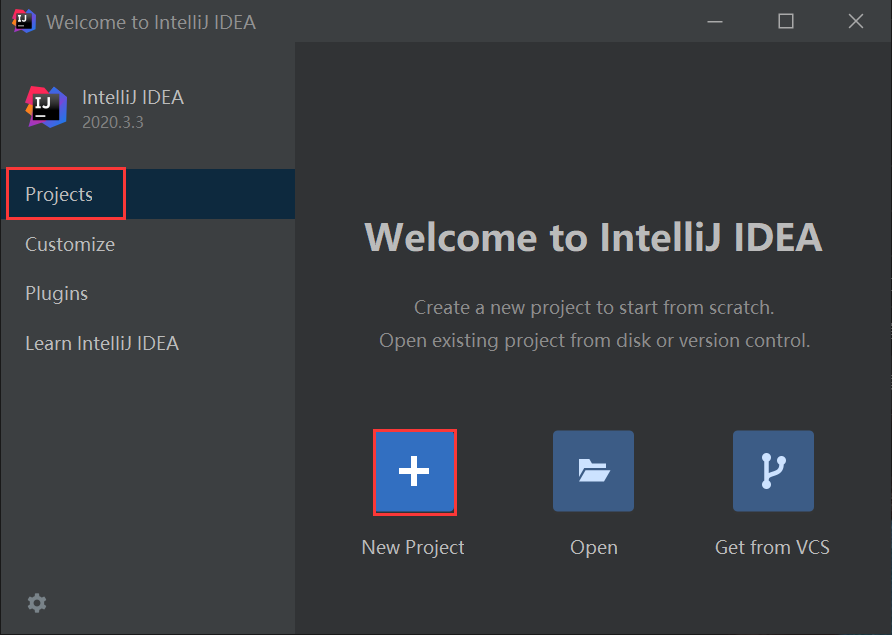 Welcome to IntelliJ IDEA
IJ
IntelliJ IDEA
2020.3.3
Projects
Customize
Plugins
Learn IntelliJ IDEA
Welcome to IntelliJ IDEA
Create a new project to start from scratch.
Open existing project from disk or version control.
New Project
Open
Get from VCS